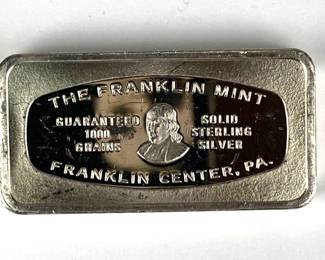 THE FRANKLIN MINT
GUARANTEED
1000
GRAINS
SOLID
STERLING
SILVER
FRANKLIN CENTER, PA.